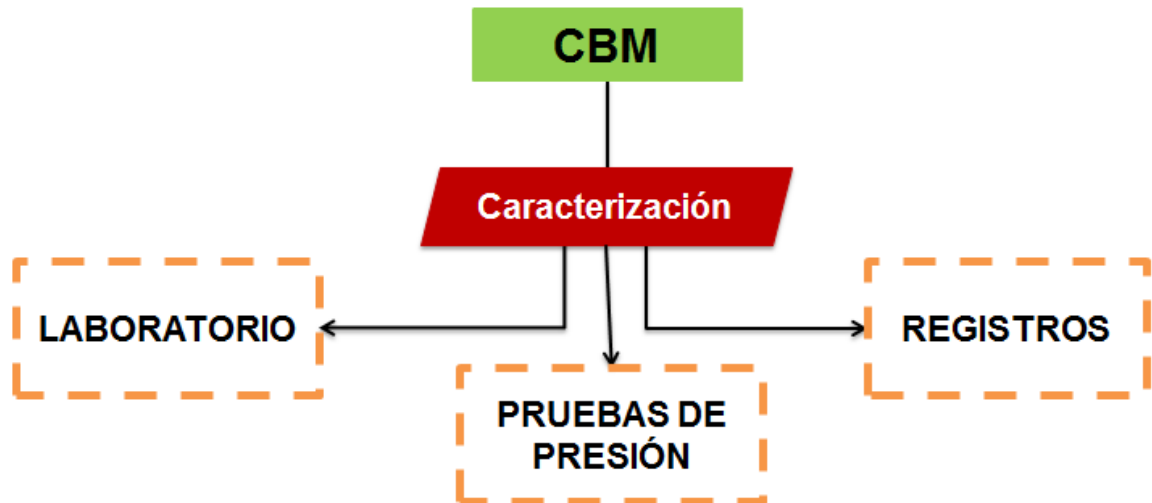 CBM
Caracterización
LABORATORIO
REGISTROS
PRUEBAS DE
PRESIÓN